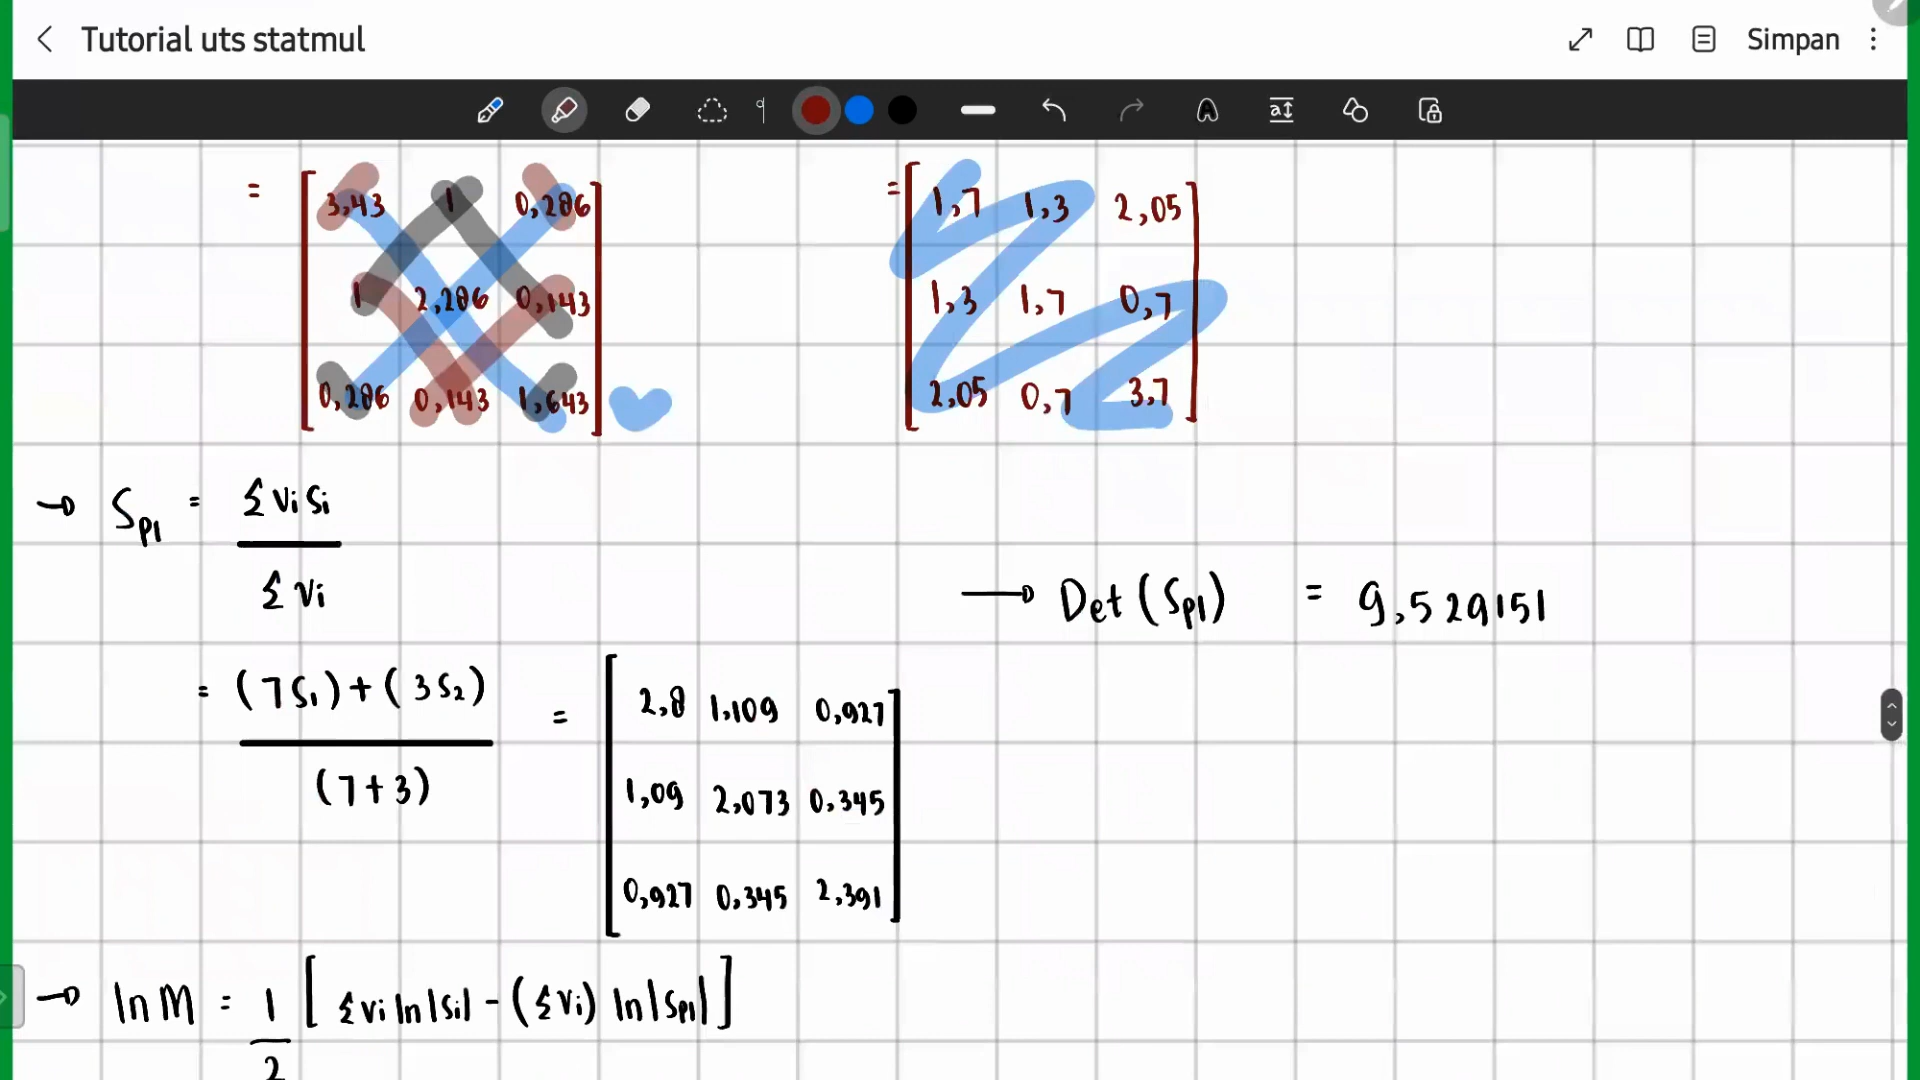 Tutorial uts statmul
Simpan
= [ 3,43 1 0,286
1 2,286 0,143
0,286 0,143 1,643 ]
= [ 1,7 1,3 2,05
1,3 1,7 0,7
2,05 0,7 3,7 ]
→ Spl = Σ vi si
Σ vi
→ Det (Spl) = 9,529151
= (7S₁) + (3S₂)
(7+3)
= [ 2,8 1,109 0,927
1,09 2,073 0,345
0,927 0,345 2,391 ]
→ ln M = 1 [ Σ vi ln |si| - (Σ vi) ln |Spl| ]
2